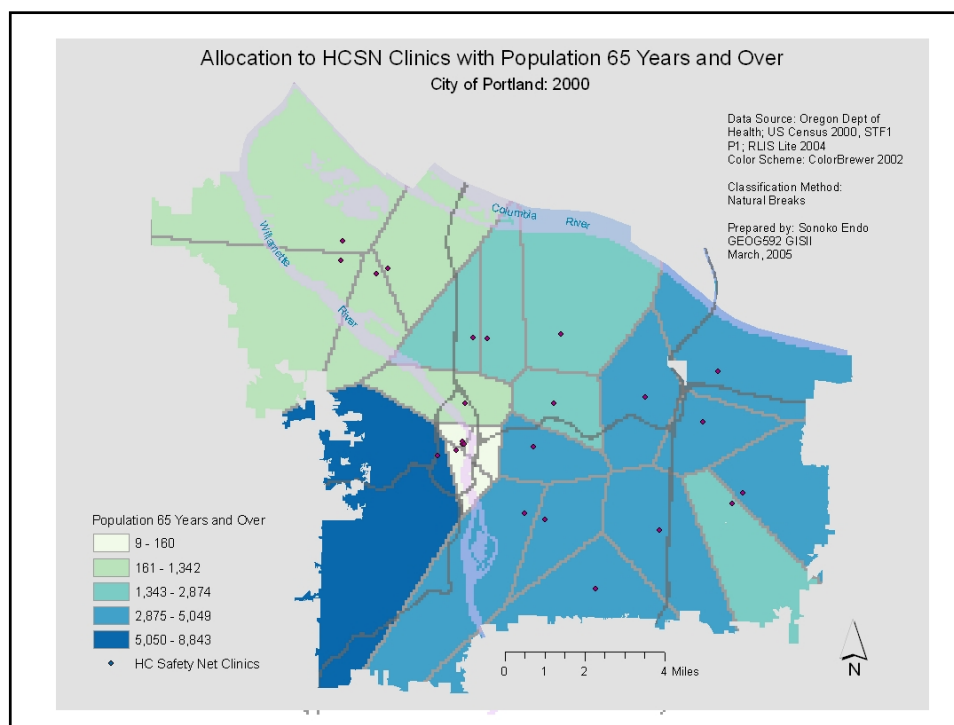 Allocation to HCSN Clinics with Population 65 Years and Over
City of Portland: 2000
Data Source: Oregon Dept of
Health; US Census 2000, STF1
P1; RLIS Lite 2004
Color Scheme: ColorBrewer 2002
Classification Method:
Natural Breaks
Prepared by: Sonoko Endo
GEOG592 GISII
March, 2005
Columbia
River
Willamette
River
Population 65 Years and Over
9 - 160
161 - 1,342
1,343 - 2,874
2,875 - 5,049
5,050 - 8,843
HC Safety Net Clinics
0 1 2 4 Miles
N